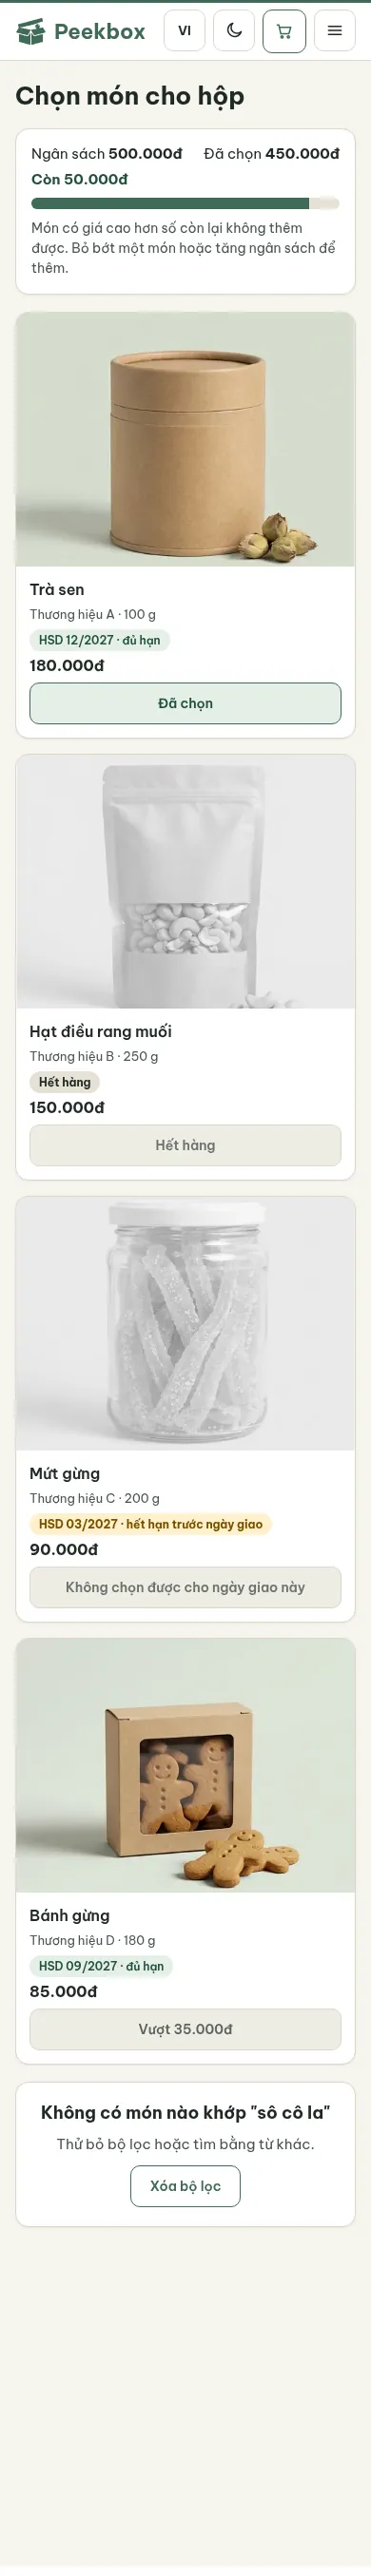 Peekbox
VI
Chọn món cho hộp
Ngân sách 500.000đ
Đã chọn 450.000đ
Còn 50.000đ
Món có giá cao hơn số còn lại không thêm
được. Bỏ bớt một món hoặc tăng ngân sách để
thêm.
Trà sen
Thương hiệu A · 100 g
HSD 12/2027 · đủ hạn
180.000đ
Đã chọn
Hạt điều rang muối
Thương hiệu B · 250 g
Hết hàng
150.000đ
Hết hàng
Mứt gừng
Thương hiệu C · 200 g
HSD 03/2027 · hết hạn trước ngày giao
90.000đ
Không chọn được cho ngày giao này
Bánh gừng
Thương hiệu D · 180 g
HSD 09/2027 · đủ hạn
85.000đ
Vượt 35.000đ
Không có món nào khớp "sô cô la"
Thử bỏ bộ lọc hoặc tìm bằng từ khác.
Xóa bộ lọc